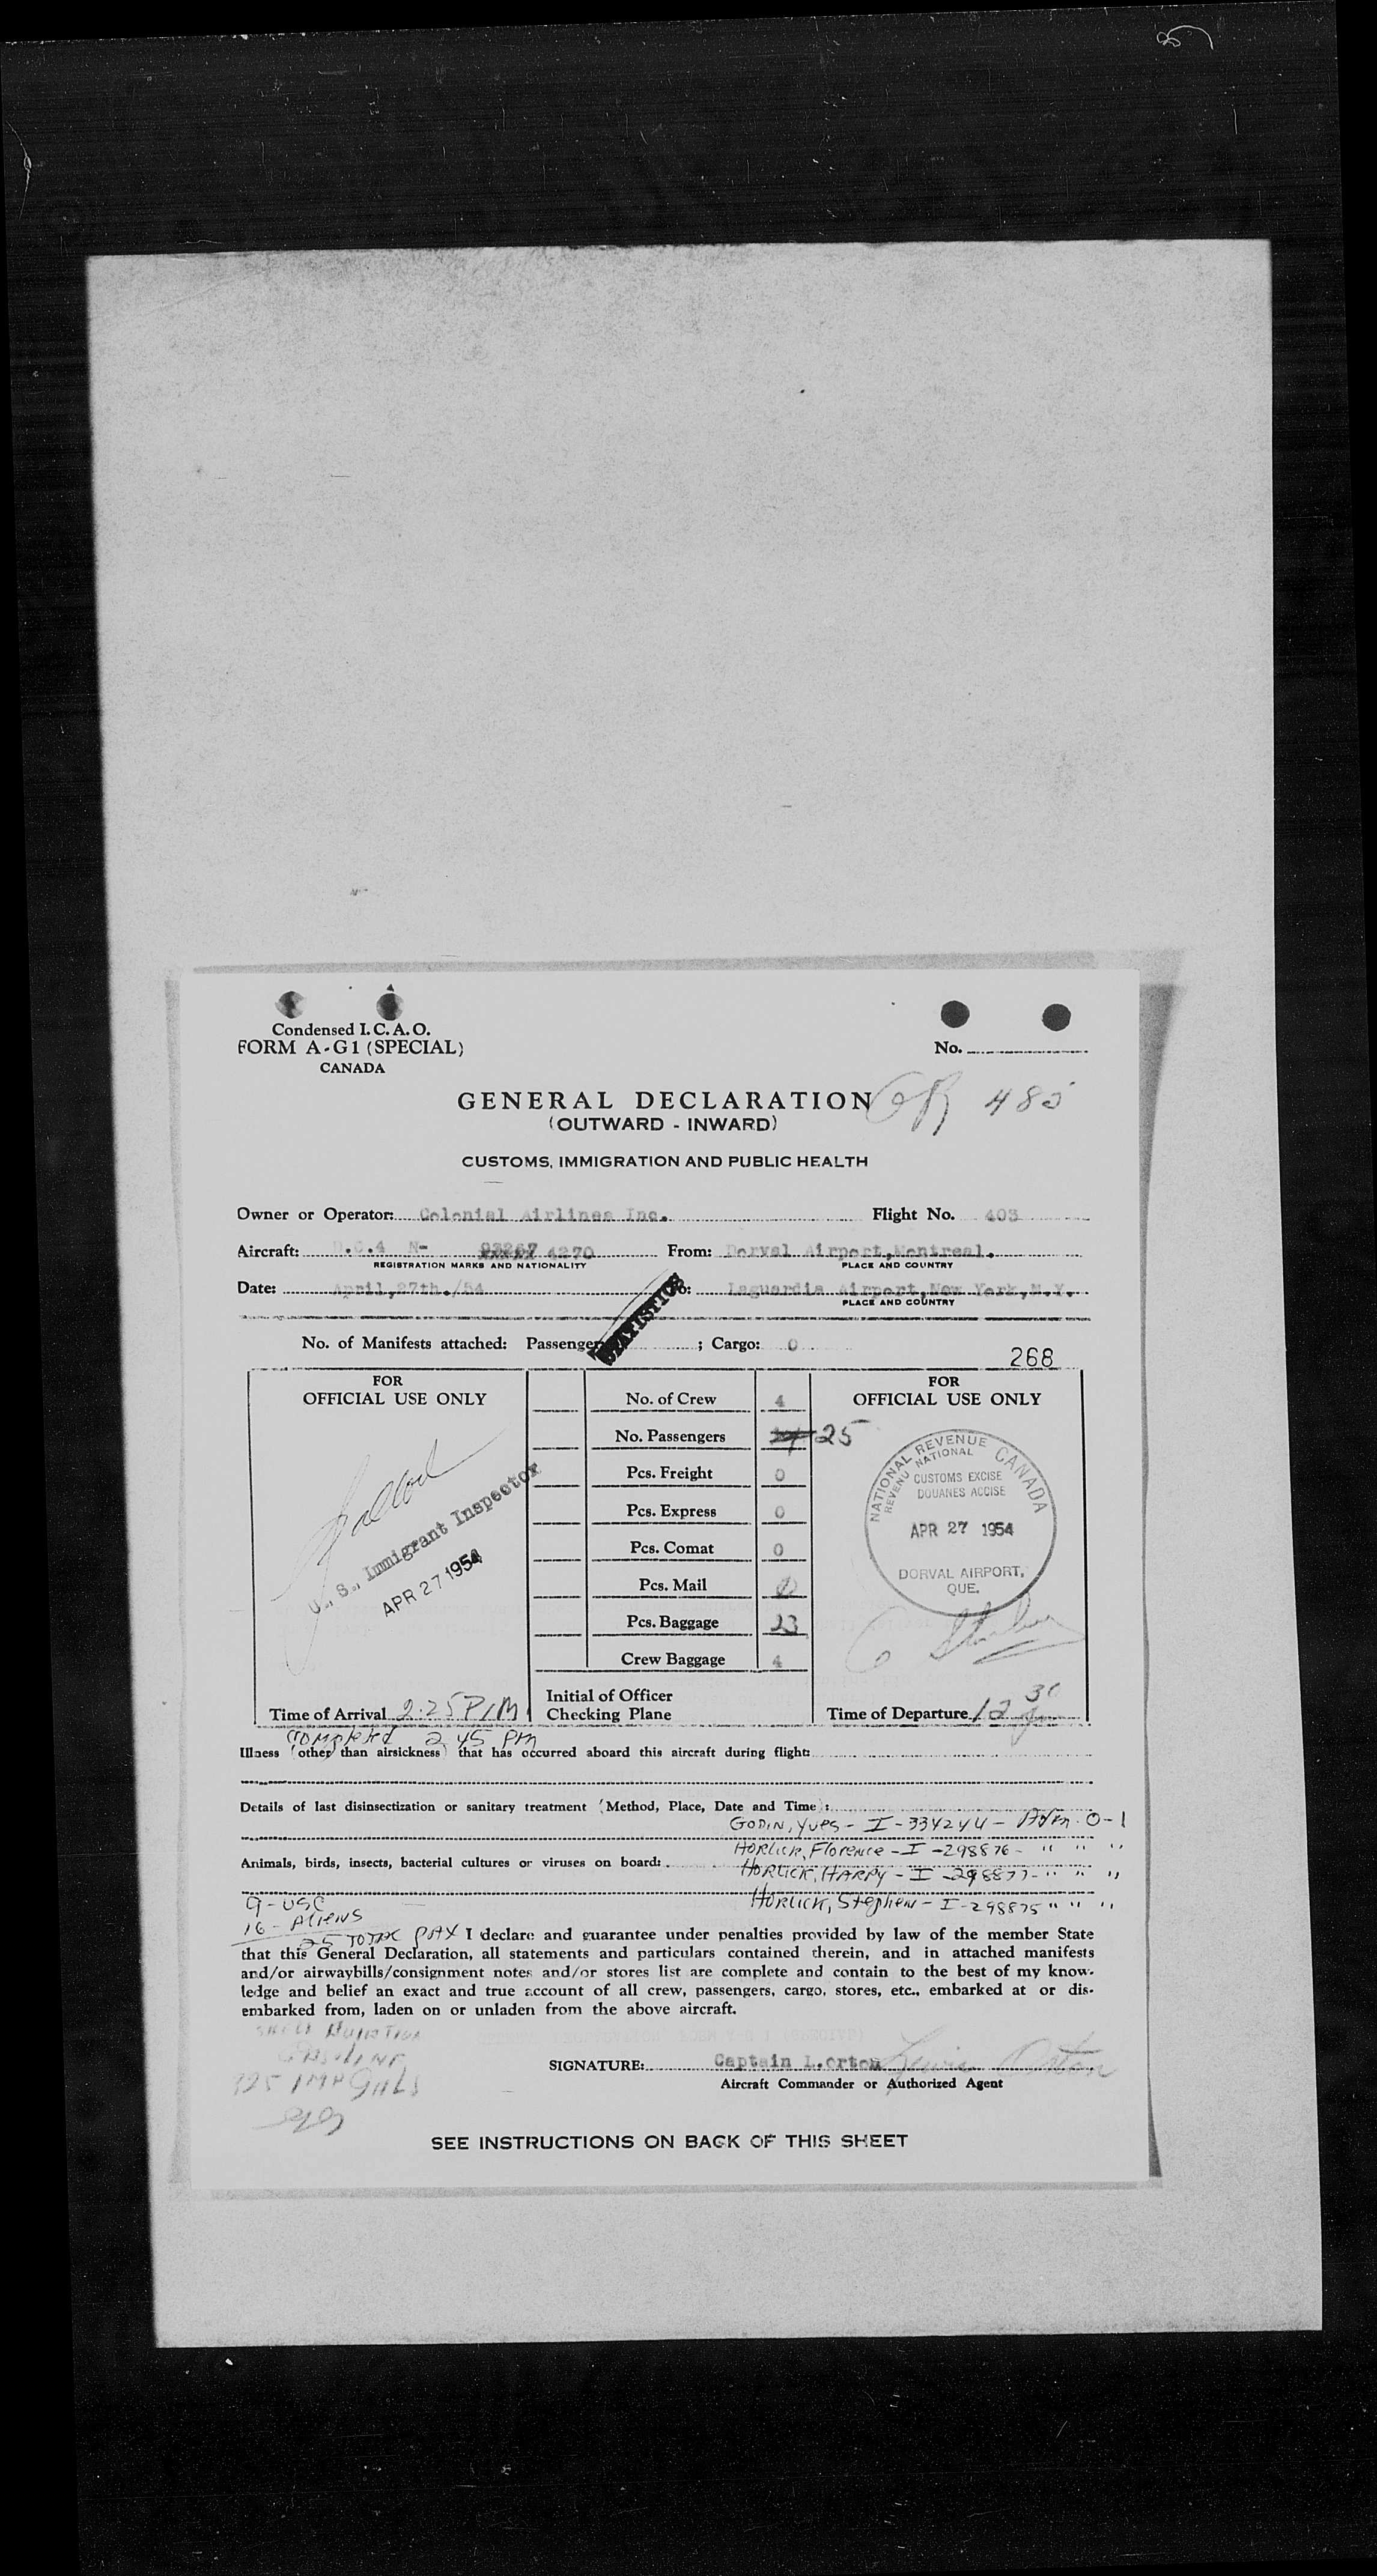 Condensed I.C.A.O.
FORM A-G1 (SPECIAL)
CANADA
No.
GENERAL DECLARATION
485
(OUTWARD - INWARD)
CUSTOMS, IMMIGRATION AND PUBLIC HEALTH
Owner or Operator: Colonial Airlines Inc. Flight No. 403
Aircraft: D.C.4 N- 93267 4270 From: Dorval Airport,Montreal.
REGISTRATION MARKS AND NATIONALITY PLACE AND COUNTRY
Date: April,27th./54 To: Laguardia Airport,New York,N.Y.
PLACE AND COUNTRY
STATISTICS
No. of Manifests attached: Passenger ; Cargo: 0
268
FOR
OFFICIAL USE ONLY
U. S. Immigrant Inspector
APR 27 1954
Time of Arrival 2:25 P/M
Completed 2 45 PM
No. of Crew 4
No. Passengers 25
Pcs. Freight 0
Pcs. Express 0
Pcs. Comat 0
Pcs. Mail
Pcs. Baggage 23
Crew Baggage 4
Initial of Officer
Checking Plane
FOR
OFFICIAL USE ONLY
NATIONAL REVENUE CANADA
REVENU NATIONAL
CUSTOMS EXCISE
DOUANES ACCISE
APR 27 1954
DORVAL AIRPORT,
QUE.
Time of Departure 12 30
Illness (other than airsickness) that has occurred aboard this aircraft during flight:
Details of last disinsectization or sanitary treatment (Method, Place, Date and Time):
GODIN, Yves - I - 334244 - Adm. O-1
HORLICK, Florence - I - 298876 - " " "
Animals, birds, insects, bacterial cultures or viruses on board:
HORLICK, HARRY - I - 298877 - " " "
HORLICK, Stephen - I - 298875 " " "
9 - USC
16 - Aliens
25 TOTAL PAX
I declare and guarantee under penalties provided by law of the member State
that this General Declaration, all statements and particulars contained therein, and in attached manifests
and/or airwaybills/consignment notes and/or stores list are complete and contain to the best of my know-
ledge and belief an exact and true account of all crew, passengers, cargo, stores, etc., embarked at or dis-
embarked from, laden on or unladen from the above aircraft.
GASOLINE
925 IMP GALS
SIGNATURE: Captain L.orton Lewis Orton
Aircraft Commander or Authorized Agent
SEE INSTRUCTIONS ON BACK OF THIS SHEET